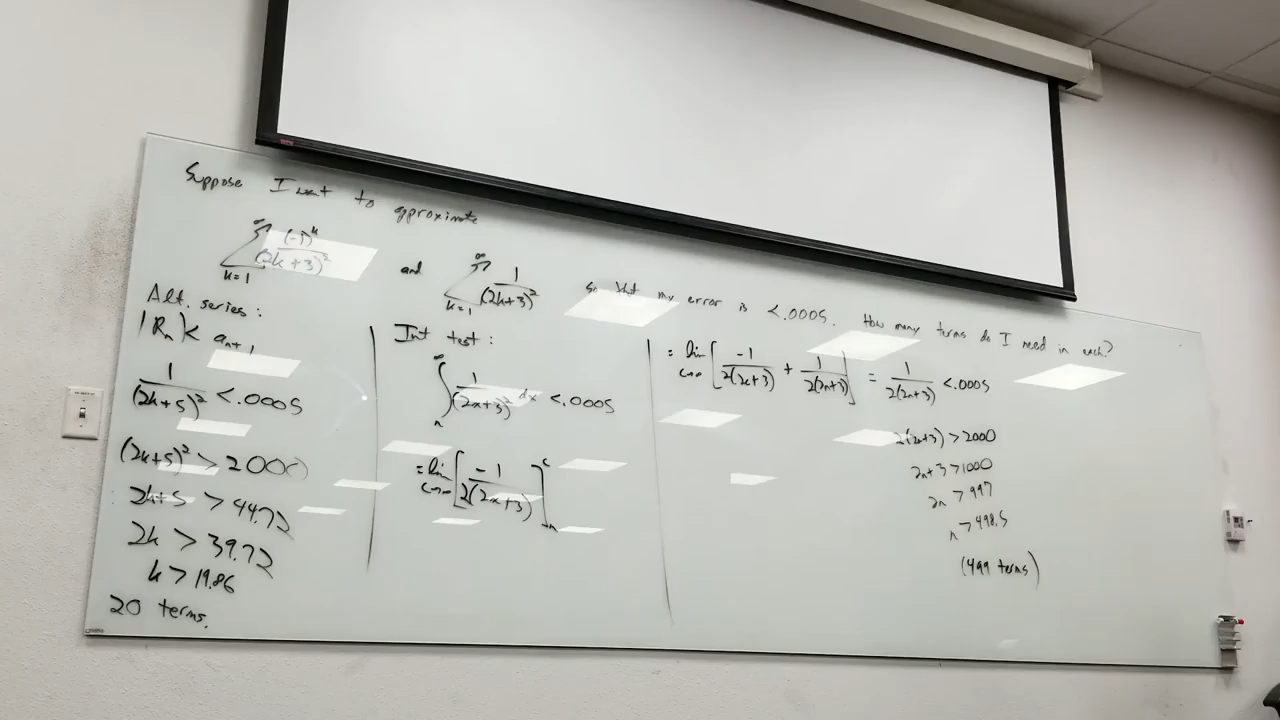 Suppose I want to approximate
∞ Σ k=1 (-1)^k / (2k+3)^2 and ∞ Σ k=1 1 / (2k+3)^2 so that my error is <.0005. How many terms do I need in each?
Alt. series:
|R_n| < a_{n+1}
1 / (2k+5)^2 <.0005
(2k+5)^2 > 2000
2k+5 > 44.72
2k > 39.72
k > 19.86
20 terms.
Int test:
∫_n^∞ 1 / (2x+3)^2 dx <.0005
= lim c→∞ [ -1 / 2(2x+3) ]_n^c
= lim c→∞ [ -1 / 2(2c+3) + 1 / 2(2n+3) ] = 1 / 2(2n+3) <.0005
2(2n+3) > 2000
2n+3 > 1000
2n > 997
n > 498.5
(499 terms)